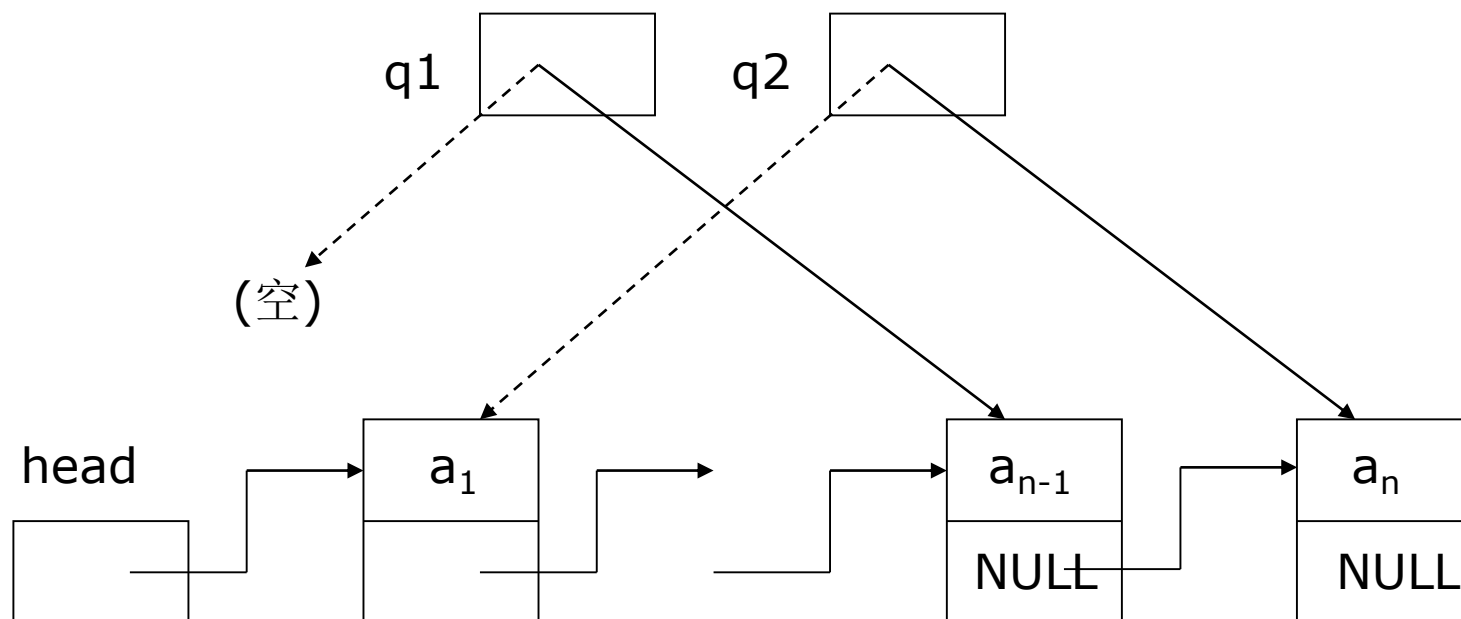 q1 q2
(空)
head a₁ aₙ₋₁ aₙ
NULL NULL